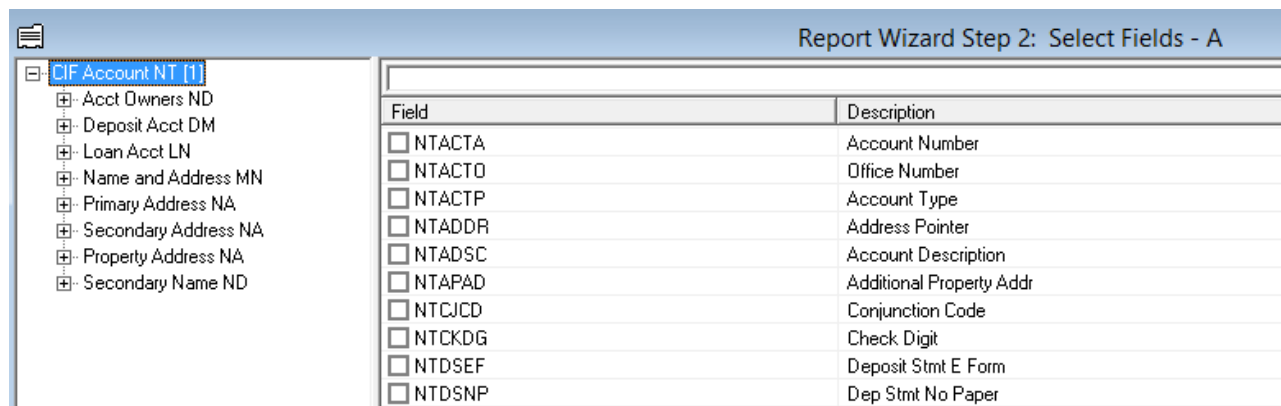 Report Wizard Step 2: Select Fields - A
CIF Account NT [1]
Acct Owners ND
Deposit Acct DM
Loan Acct LN
Name and Address MN
Primary Address NA
Secondary Address NA
Property Address NA
Secondary Name ND
Field Description
NTACTA Account Number
NTACTO Office Number
NTACTP Account Type
NTADDR Address Pointer
NTADSC Account Description
NTAPAD Additional Property Addr
NTCJCD Conjunction Code
NTCKDG Check Digit
NTDSEF Deposit Stmt E Form
NTDSNP Dep Stmt No Paper